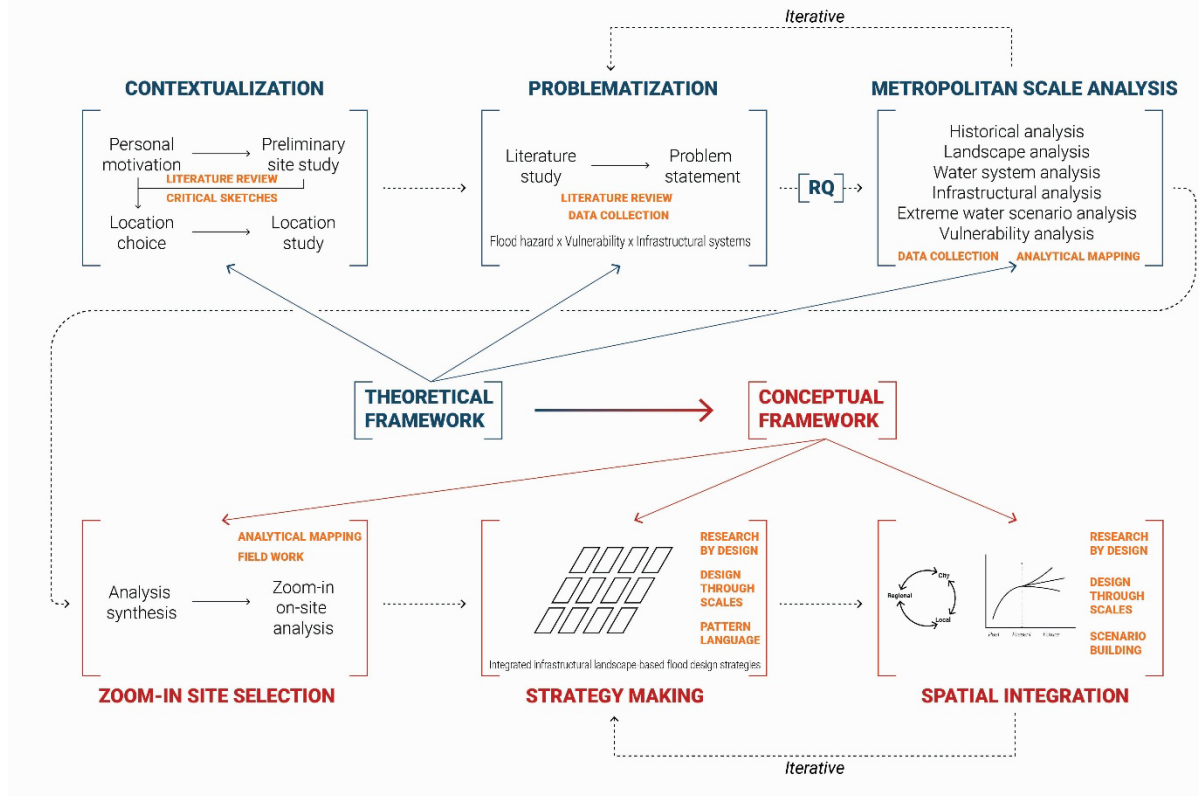 Iterative
CONTEXTUALIZATION
PROBLEMATIZATION
METROPOLITAN SCALE ANALYSIS
Personal
motivation
Preliminary
site study
LITERATURE REVIEW
CRITICAL SKETCHES
Location
choice
Location
study
Literature
study
Problem
statement
LITERATURE REVIEW
DATA COLLECTION
Flood hazard x Vulnerability x Infrastructural systems
RQ
Historical analysis
Landscape analysis
Water system analysis
Infrastructural analysis
Extreme water scenario analysis
Vulnerability analysis
DATA COLLECTION
ANALYTICAL MAPPING
THEORETICAL
FRAMEWORK
CONCEPTUAL
FRAMEWORK
ANALYTICAL MAPPING
FIELD WORK
Analysis
synthesis
Zoom-in
on-site
analysis
ZOOM-IN SITE SELECTION
RESEARCH
BY DESIGN
DESIGN
THROUGH
SCALES
PATTERN
LANGUAGE
Integrated infrastructural landscape based flood design strategies
STRATEGY MAKING
City
Regional
Local
Past
Present
Future
RESEARCH
BY DESIGN
DESIGN
THROUGH
SCALES
SCENARIO
BUILDING
SPATIAL INTEGRATION
Iterative